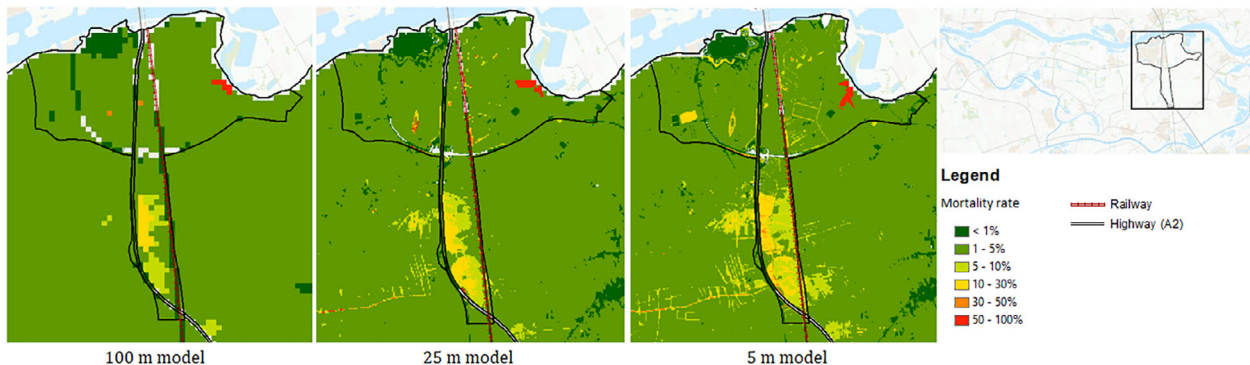 Legend
Mortality rate
< 1%
1 - 5%
5 - 10%
10 - 30%
30 - 50%
50 - 100%
Railway
Highway (A2)
100 m model
25 m model
5 m model